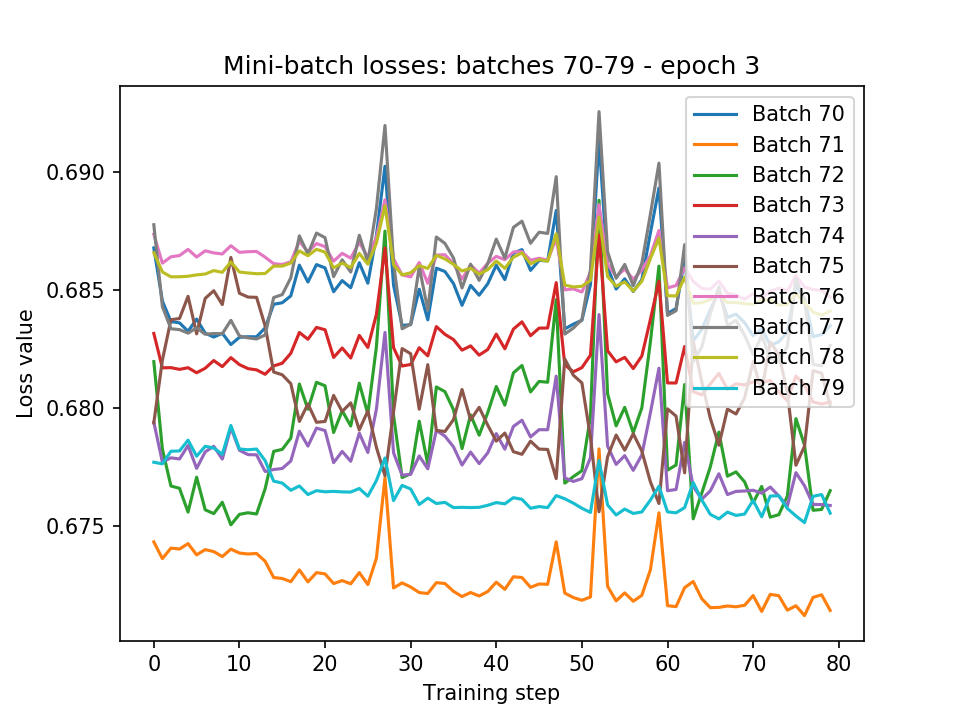 Mini-batch losses: batches 70-79 - epoch 3
Loss value
0.690
0.685
0.680
0.675
Batch 70
Batch 71
Batch 72
Batch 73
Batch 74
Batch 75
Batch 76
Batch 77
Batch 78
Batch 79
0 10 20 30 40 50 60 70 80
Training step